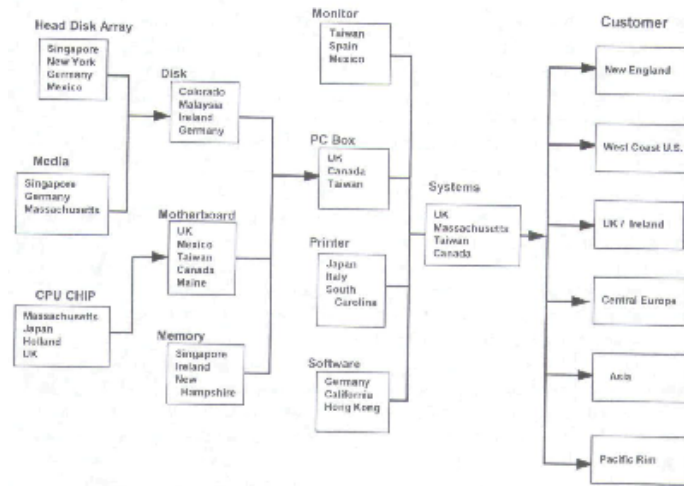 Head Disk Array
Singapore
New York
Germany
Mexico
Media
Singapore
Germany
Massachusetts
CPU CHIP
Massachusetts
Japan
Holland
UK
Disk
Colorado
Malaysia
Ireland
Germany
Motherboard
UK
Mexico
Taiwan
Canada
Maine
Memory
Singapore
Ireland
New
Hampshire
Monitor
Taiwan
Spain
Mexico
PC Box
UK
Canada
Taiwan
Printer
Japan
Italy
South
Carolina
Software
Germany
California
Hong Kong
Systems
UK
Massachusetts
Taiwan
Canada
Customer
New England
West Coast U.S.
UK / Ireland
Central Europe
Asia
Pacific Rim